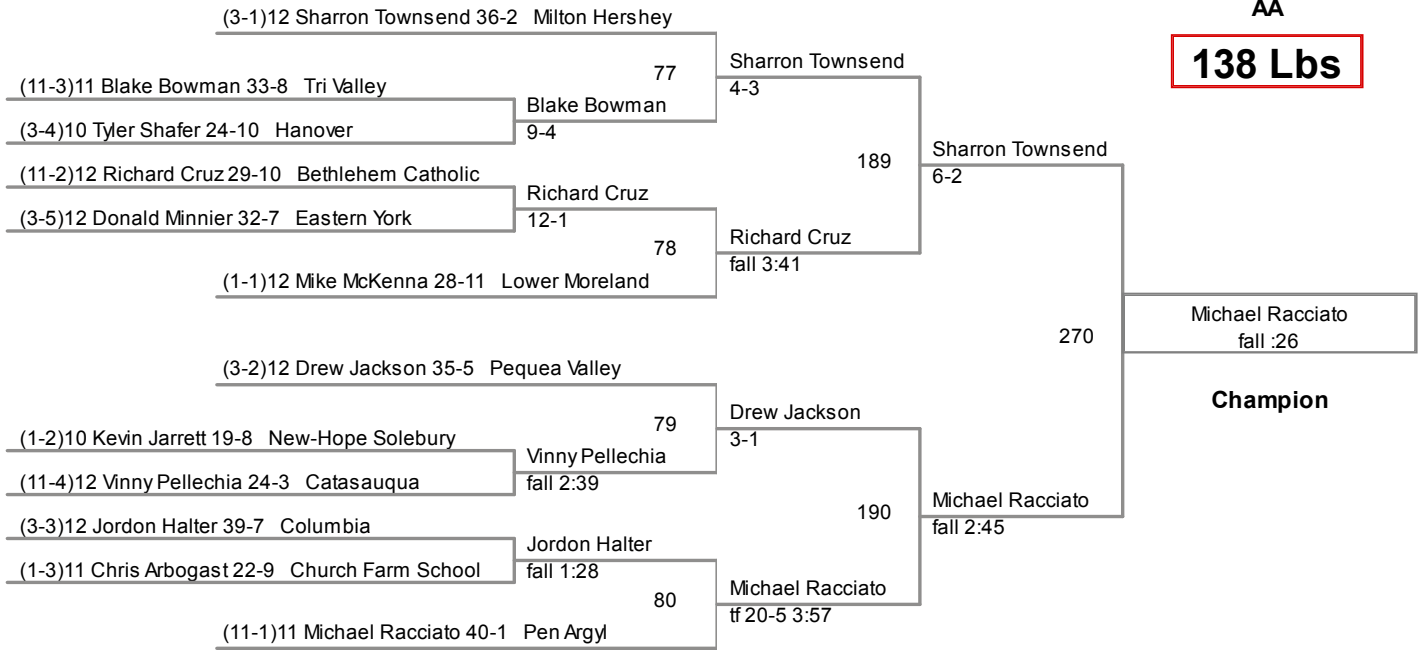 (3-1)12 Sharron Townsend 36-2 Milton Hershey
AA
138 Lbs
77
Sharron Townsend
4-3
(11-3)11 Blake Bowman 33-8 Tri Valley
Blake Bowman
9-4
(3-4)10 Tyler Shafer 24-10 Hanover
189
Sharron Townsend
6-2
(11-2)12 Richard Cruz 29-10 Bethlehem Catholic
Richard Cruz
12-1
(3-5)12 Donald Minnier 32-7 Eastern York
78
Richard Cruz
fall 3:41
(1-1)12 Mike McKenna 28-11 Lower Moreland
270
Michael Racciato
fall :26
Champion
(3-2)12 Drew Jackson 35-5 Pequea Valley
79
Drew Jackson
3-1
(1-2)10 Kevin Jarrett 19-8 New-Hope Solebury
Vinny Pellechia
fall 2:39
(11-4)12 Vinny Pellechia 24-3 Catasauqua
190
Michael Racciato
fall 2:45
(3-3)12 Jordon Halter 39-7 Columbia
Jordon Halter
fall 1:28
(1-3)11 Chris Arbogast 22-9 Church Farm School
80
Michael Racciato
tf 20-5 3:57
(11-1)11 Michael Racciato 40-1 Pen Argyl